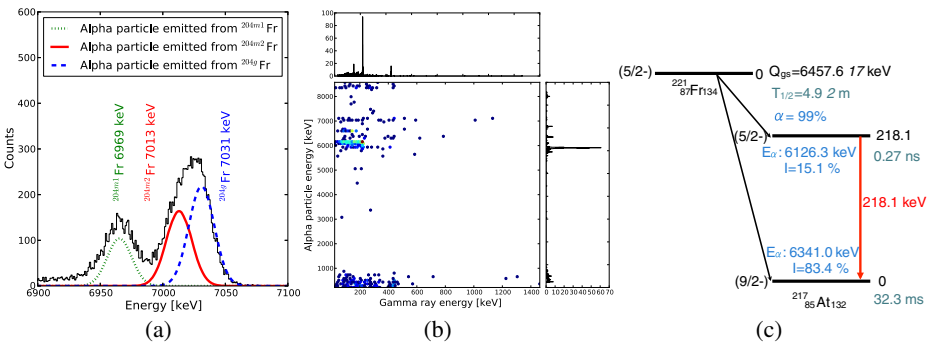 600
500
400
300
200
100
0
Counts
Alpha particle emitted from ²⁰⁴ᵐ¹Fr
Alpha particle emitted from ²⁰⁴ᵐ²Fr
Alpha particle emitted from ²⁰⁴ᵍFr
²⁰⁴ᵐ¹Fr 6969 keV
²⁰⁴ᵐ²Fr 7013 keV
²⁰⁴ᵍFr 7031 keV
6900 6950 7000 7050 7100
Energy [keV]
(a)
100
80
60
40
20
0
8000
7000
6000
5000
4000
3000
2000
1000
Alpha particle energy [keV]
200 400 600 800 1000 1200 1400
Gamma ray energy [keV]
0 10 20 30 40 50 60 70
(b)
(5/2-) 0 Q_gs=6457.6 17 keV
²²¹₈₇Fr₁₃₄
T₁/₂=4.9 2 m
α= 99%
(5/2-) 218.1
Eα: 6126.3 keV 0.27 ns
I=15.1 %
218.1 keV
Eα: 6341.0 keV
I=83.4 %
(9/2-) 0
²¹⁷₈₅At₁₃₂ 32.3 ms
(c)